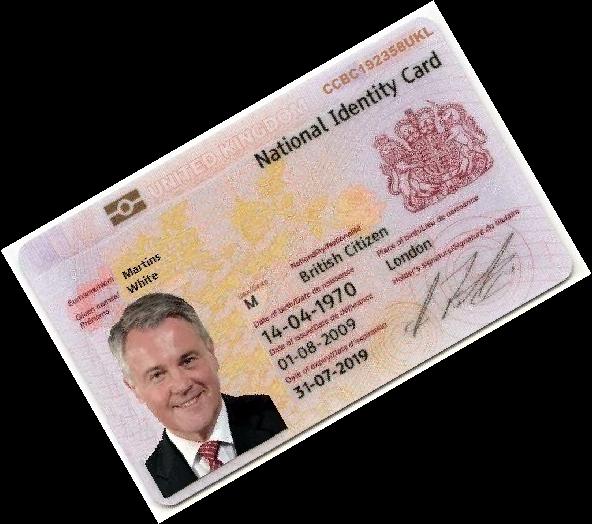 CCBC192358UKL
UNITED KINGDOM
National Identity Card
Surname/Nom
Martins
Given names/
Prénoms
White
Nationality/Nationalité
M
British Citizen
Place of birth/Lieu de naissance
London
Date of birth/Date de naissance
14-04-1970
Holder's signature/Signature du titulaire
Date of issue/Date de délivrance
01-08-2009
Date of expiry/Date d'expiration
31-07-2019